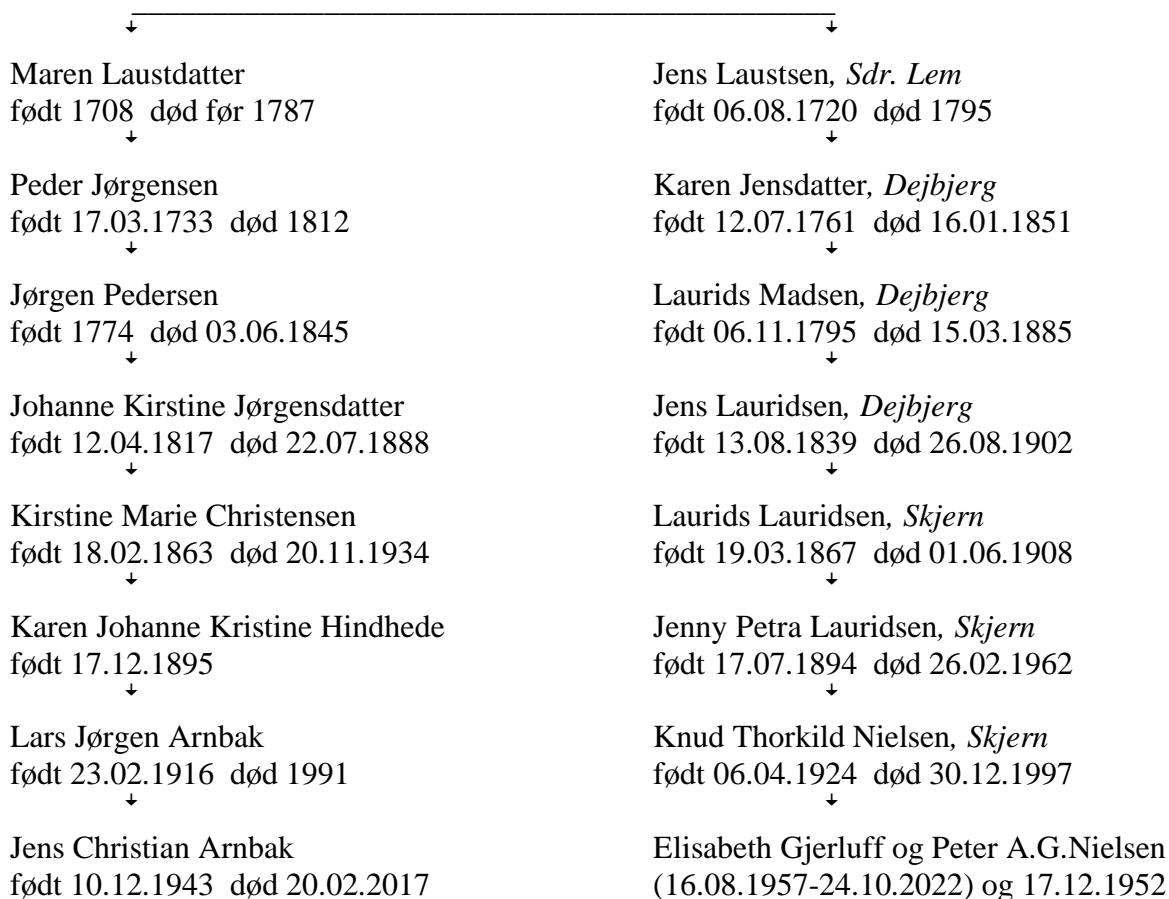 Maren Laustdatter
født 1708 død før 1787
Jens Laustsen, Sdr. Lem
født 06.08.1720 død 1795
Peder Jørgensen
født 17.03.1733 død 1812
Karen Jensdatter, Dejbjerg
født 12.07.1761 død 16.01.1851
Jørgen Pedersen
født 1774 død 03.06.1845
Laurids Madsen, Dejbjerg
født 06.11.1795 død 15.03.1885
Johanne Kirstine Jørgensdatter
født 12.04.1817 død 22.07.1888
Jens Lauridsen, Dejbjerg
født 13.08.1839 død 26.08.1902
Kirstine Marie Christensen
født 18.02.1863 død 20.11.1934
Laurids Lauridsen, Skjern
født 19.03.1867 død 01.06.1908
Karen Johanne Kristine Hindhede
født 17.12.1895
Jenny Petra Lauridsen, Skjern
født 17.07.1894 død 26.02.1962
Lars Jørgen Arnbak
født 23.02.1916 død 1991
Knud Thorkild Nielsen, Skjern
født 06.04.1924 død 30.12.1997
Jens Christian Arnbak
født 10.12.1943 død 20.02.2017
Elisabeth Gjerluff og Peter A.G.Nielsen
(16.08.1957-24.10.2022) og 17.12.1952